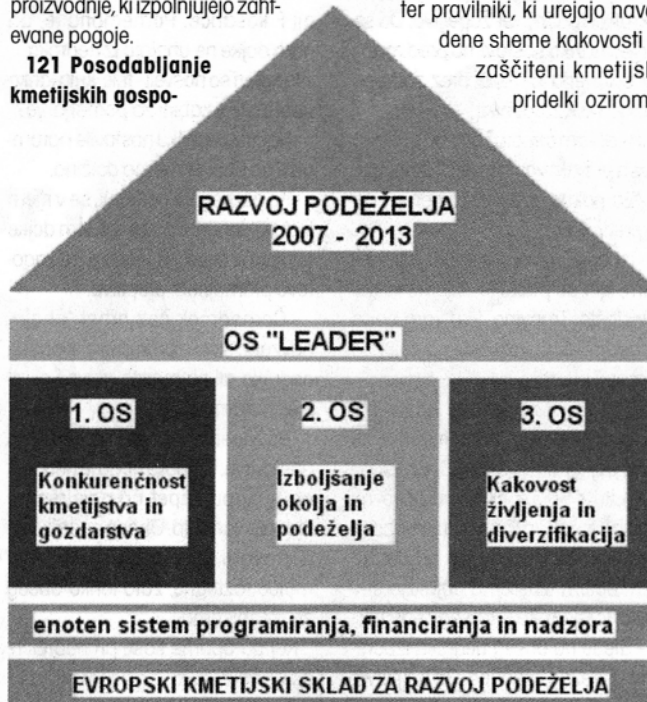 proizvodnje, ki izpolnjujejo zaht-
evane pogoje.
121 Posodabljanje
kmetijskih gospo-
ter pravilniki, ki urejajo nave
dene sheme kakovosti
zaščiteni kmetijsk
pridelki oziroma
RAZVOJ PODEŽELJA
2007 - 2013
OS "LEADER"
1. OS
Konkurenčnost
kmetijstva in
gozdarstva
2. OS
Izboljšanje
okolja in
podeželja
3. OS
Kakovost
življenja in
diverzifikacija
enoten sistem programiranja, financiranja in nadzora
EVROPSKI KMETIJSKI SKLAD ZA RAZVOJ PODEŽELJA